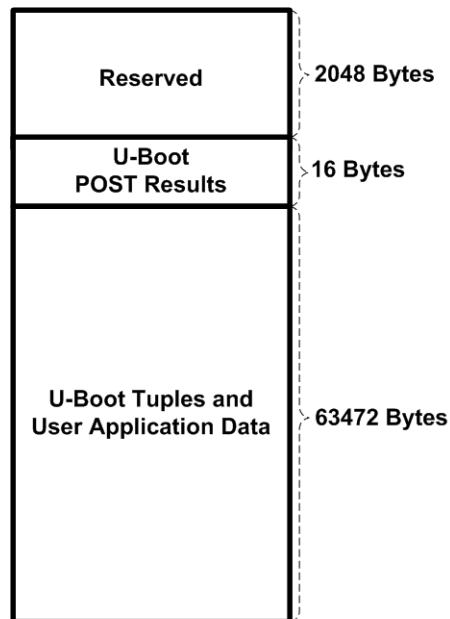 Reserved
2048 Bytes
U-Boot
POST Results
16 Bytes
U-Boot Tuples and
User Application Data
63472 Bytes